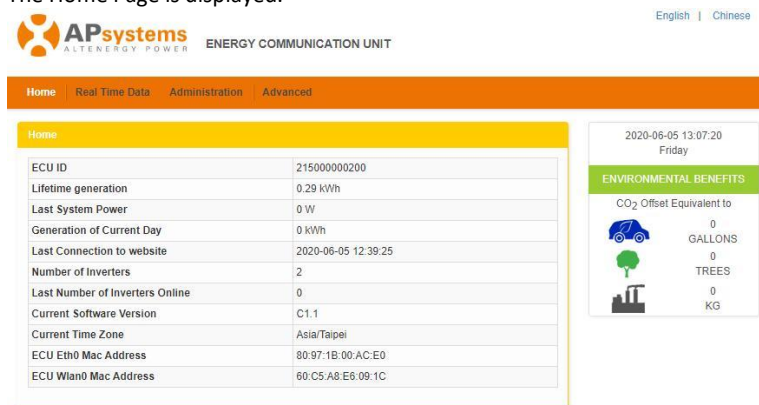 The Home Page is displayed.
English | Chinese
APsystems
ALTENERGY POWER
ENERGY COMMUNICATION UNIT
Home Real Time Data Administration Advanced
Home
ECU ID 215000000200
Lifetime generation 0.29 kWh
Last System Power 0 W
Generation of Current Day 0 kWh
Last Connection to website 2020-06-05 12:39:25
Number of Inverters 2
Last Number of Inverters Online 0
Current Software Version C1.1
Current Time Zone Asia/Taipei
ECU Eth0 Mac Address 80:97:1B:00:AC:E0
ECU Wlan0 Mac Address 60:C5:A8:E6:09:1C
2020-06-05 13:07:20
Friday
ENVIRONMENTAL BENEFITS
CO2 Offset Equivalent to
0
GALLONS
0
TREES
0
KG